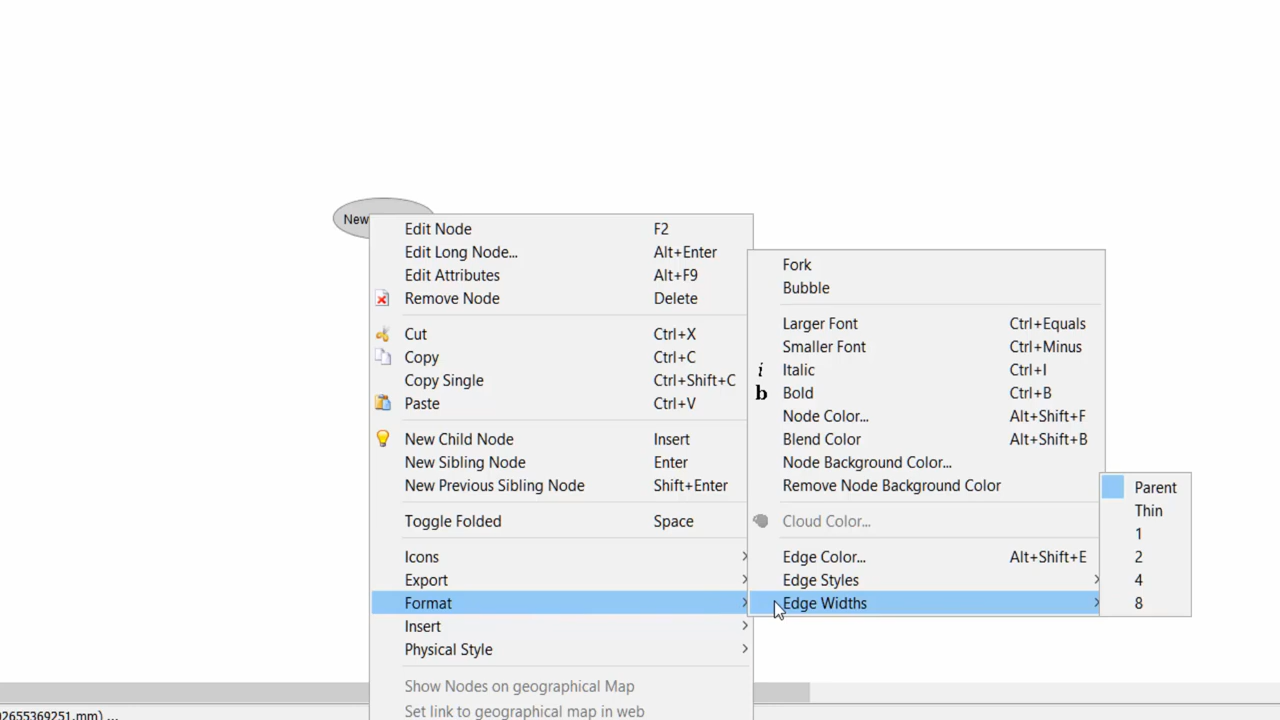 New
Edit Node F2
Edit Long Node... Alt+Enter
Edit Attributes Alt+F9
Remove Node Delete
Cut Ctrl+X
Copy Ctrl+C
Copy Single Ctrl+Shift+C
Paste Ctrl+V
New Child Node Insert
New Sibling Node Enter
New Previous Sibling Node Shift+Enter
Toggle Folded Space
Icons
Export
Format
Insert
Physical Style
Show Nodes on geographical Map
Set link to geographical map in web
Fork
Bubble
Larger Font Ctrl+Equals
Smaller Font Ctrl+Minus
i Italic Ctrl+I
b Bold Ctrl+B
Node Color... Alt+Shift+F
Blend Color Alt+Shift+B
Node Background Color...
Remove Node Background Color
Cloud Color...
Edge Color... Alt+Shift+E
Edge Styles
Edge Widths
Parent
Thin
1
2
4
8
02655369251.mm) ...